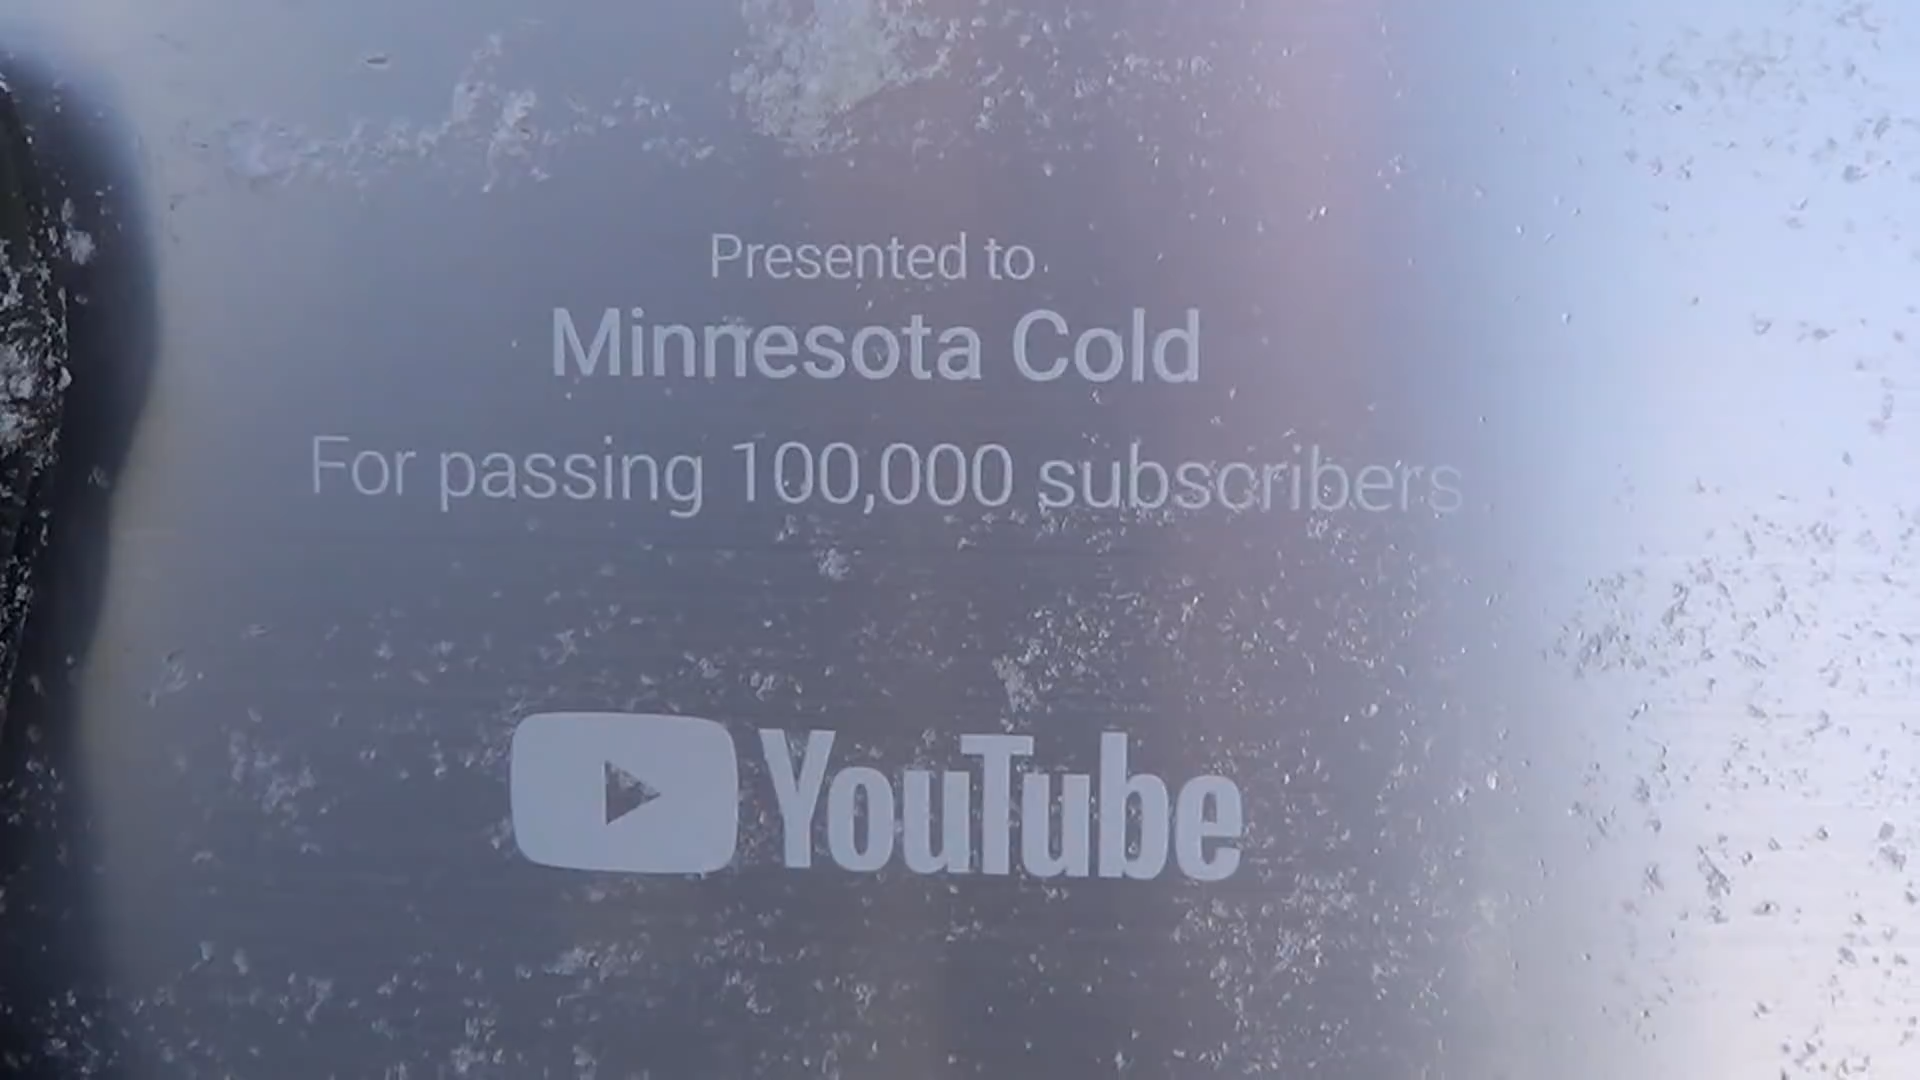 Presented to
Minnesota Cold
For passing 100,000 subscribers
YouTube